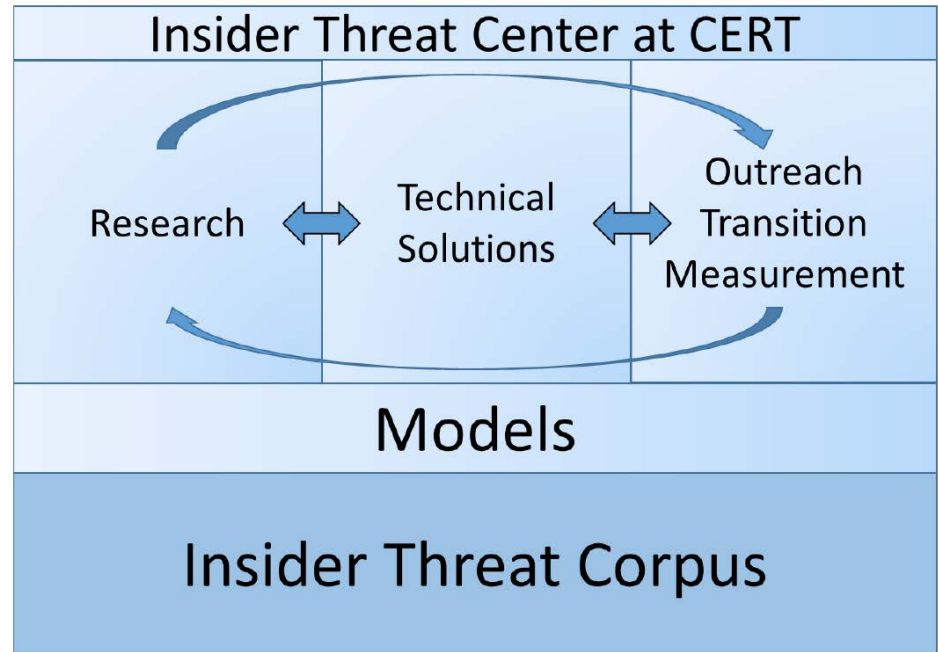 Insider Threat Center at CERT
Research
Technical
Solutions
Outreach
Transition
Measurement
Models
Insider Threat Corpus